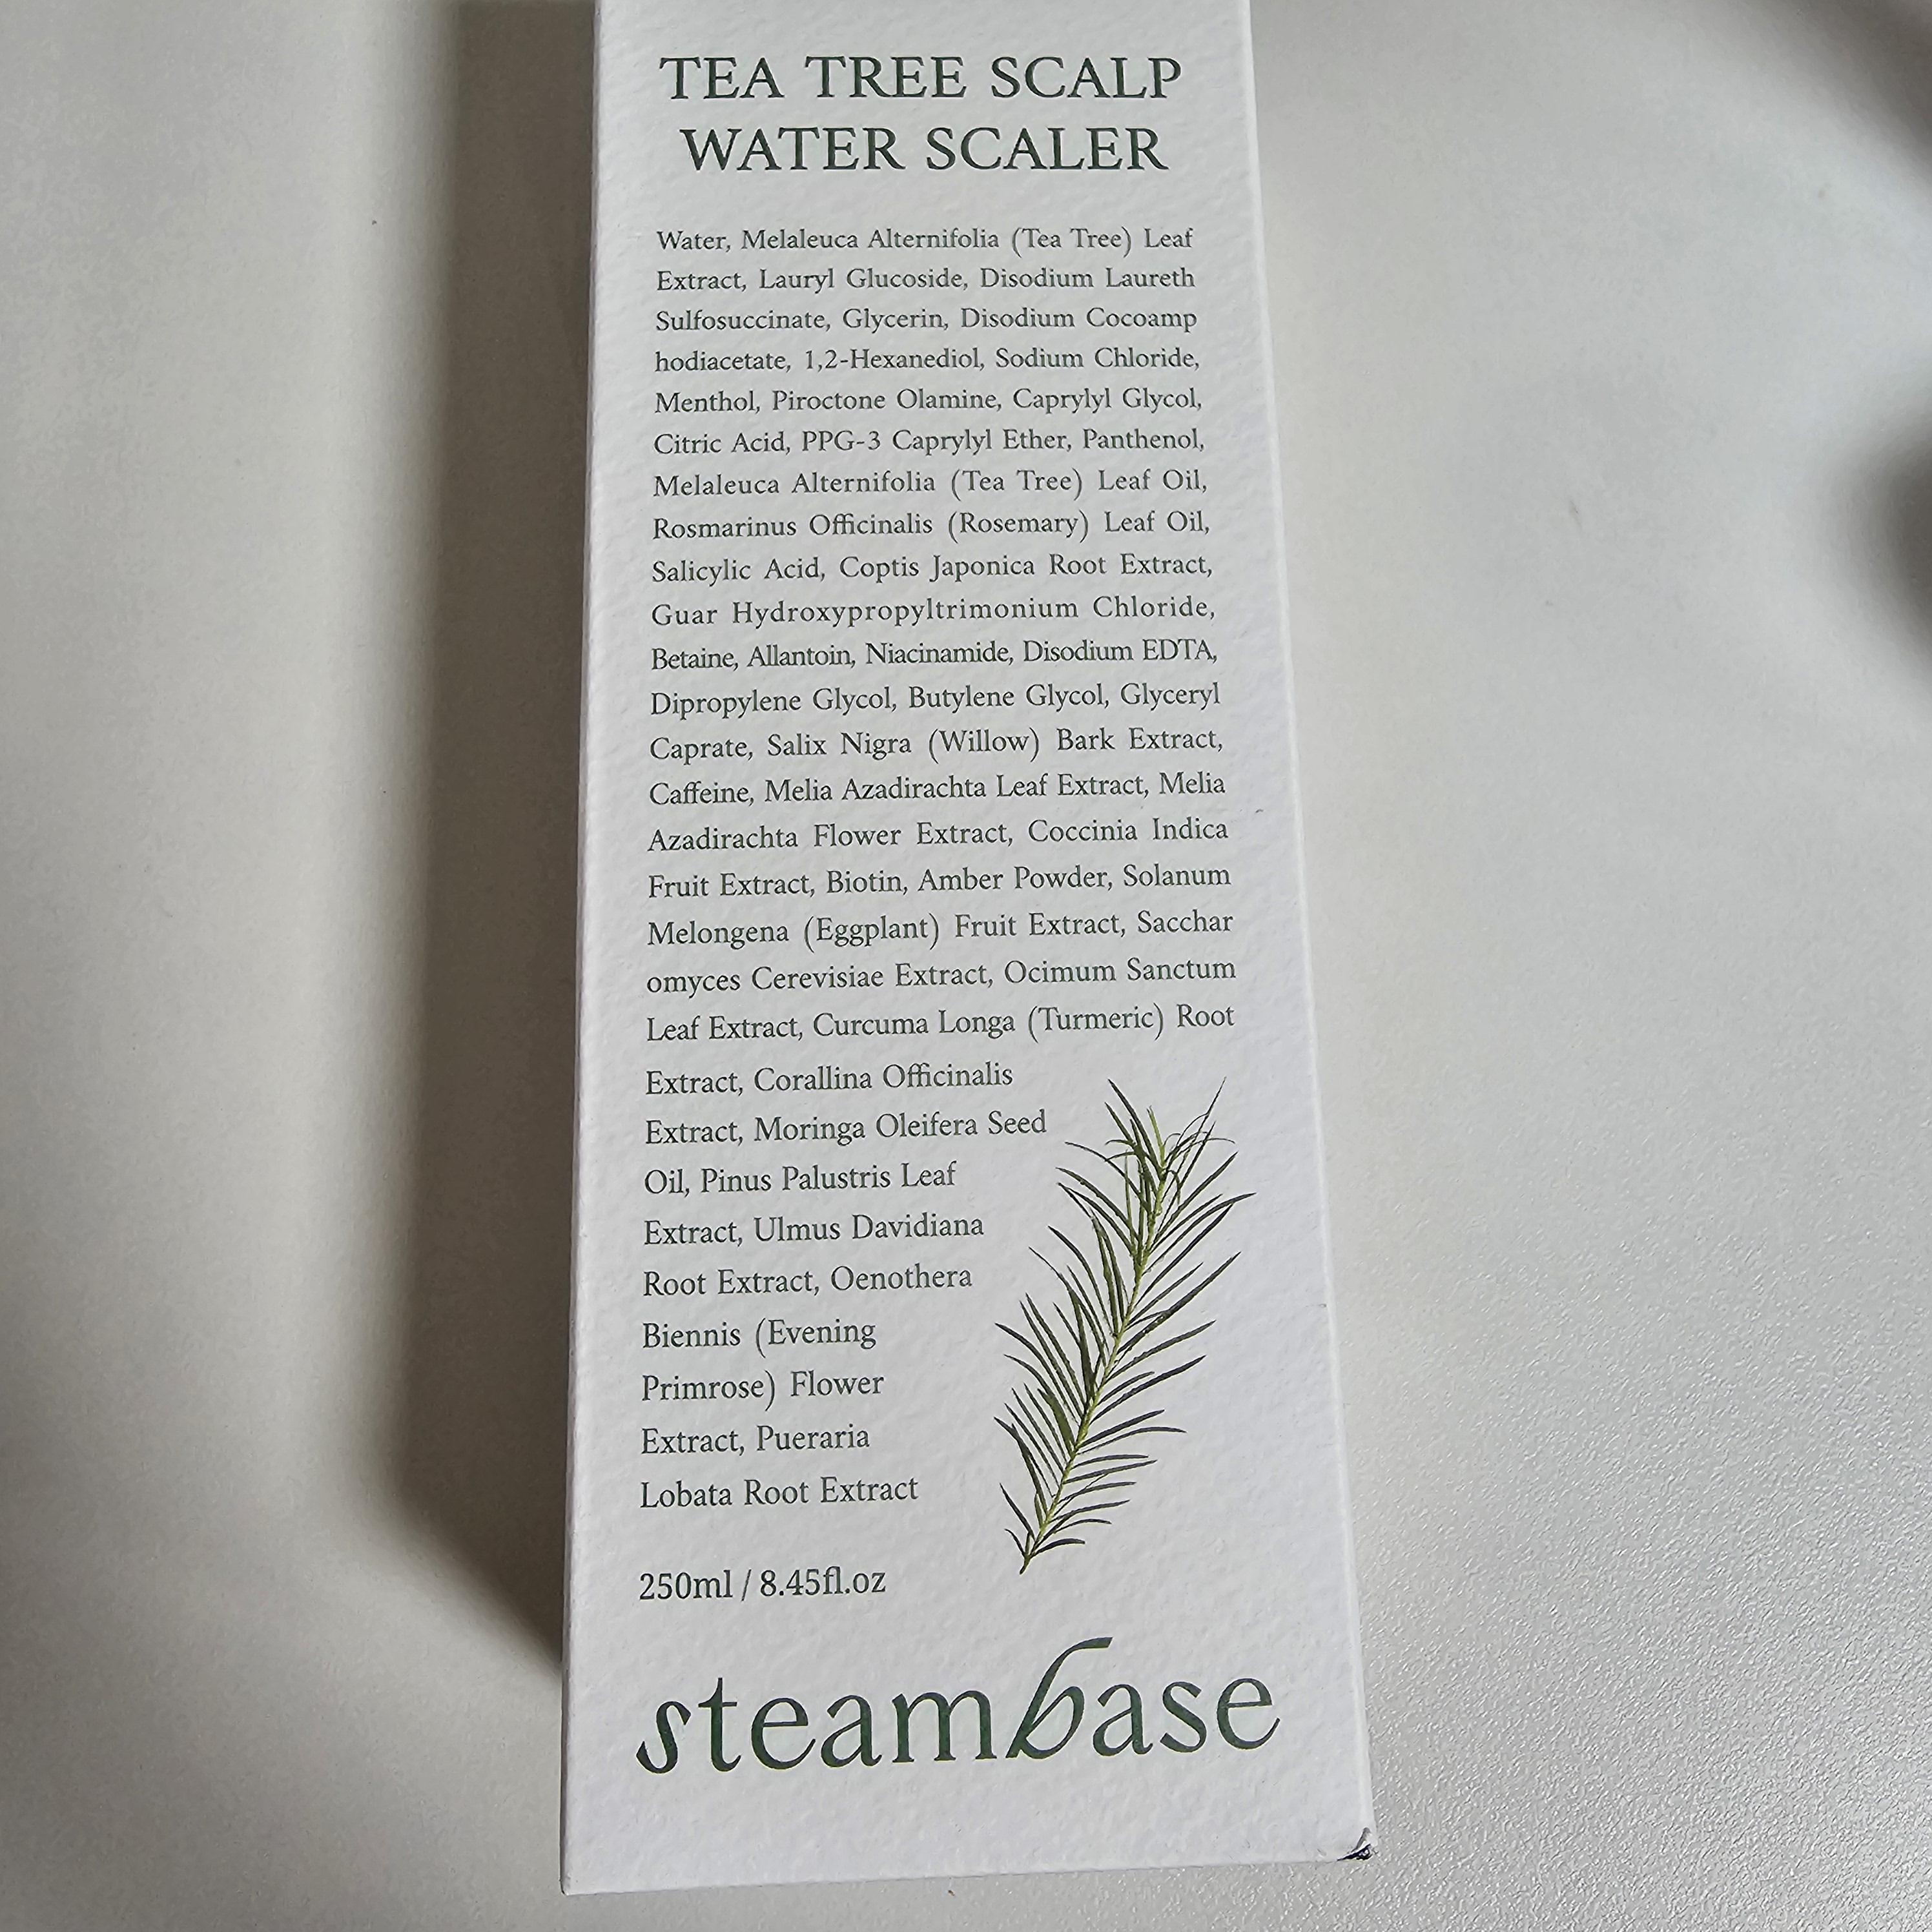 TEA TREE SCALP
WATER SCALER
Water, Melaleuca Alternifolia (Tea Tree) Leaf
Extract, Lauryl Glucoside, Disodium Laureth
Sulfosuccinate, Glycerin, Disodium Cocoamp
hodiacetate, 1,2-Hexanediol, Sodium Chloride,
Menthol, Piroctone Olamine, Caprylyl Glycol,
Citric Acid, PPG-3 Caprylyl Ether, Panthenol,
Melaleuca Alternifolia (Tea Tree) Leaf Oil,
Rosmarinus Officinalis (Rosemary) Leaf Oil,
Salicylic Acid, Coptis Japonica Root Extract,
Guar Hydroxypropyltrimonium Chloride,
Betaine, Allantoin, Niacinamide, Disodium EDTA,
Dipropylene Glycol, Butylene Glycol, Glyceryl
Caprate, Salix Nigra (Willow) Bark Extract,
Caffeine, Melia Azadirachta Leaf Extract, Melia
Azadirachta Flower Extract, Coccinia Indica
Fruit Extract, Biotin, Amber Powder, Solanum
Melongena (Eggplant) Fruit Extract, Sacchar
omyces Cerevisiae Extract, Ocimum Sanctum
Leaf Extract, Curcuma Longa (Turmeric) Root
Extract, Corallina Officinalis
Extract, Moringa Oleifera Seed
Oil, Pinus Palustris Leaf
Extract, Ulmus Davidiana
Root Extract, Oenothera
Biennis (Evening
Primrose) Flower
Extract, Pueraria
Lobata Root Extract
250ml / 8.45fl.oz
steambase